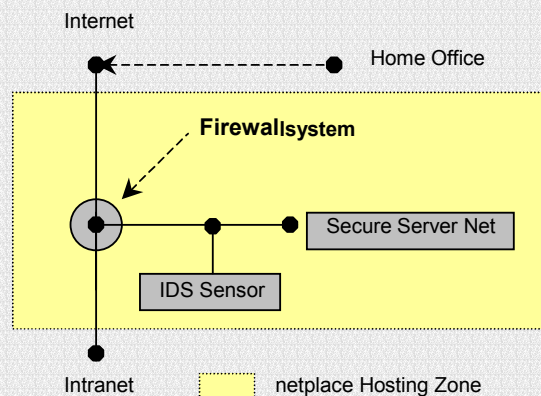 Internet
Home Office
Firewallsystem
Secure Server Net
IDS Sensor
Intranet
netplace Hosting Zone